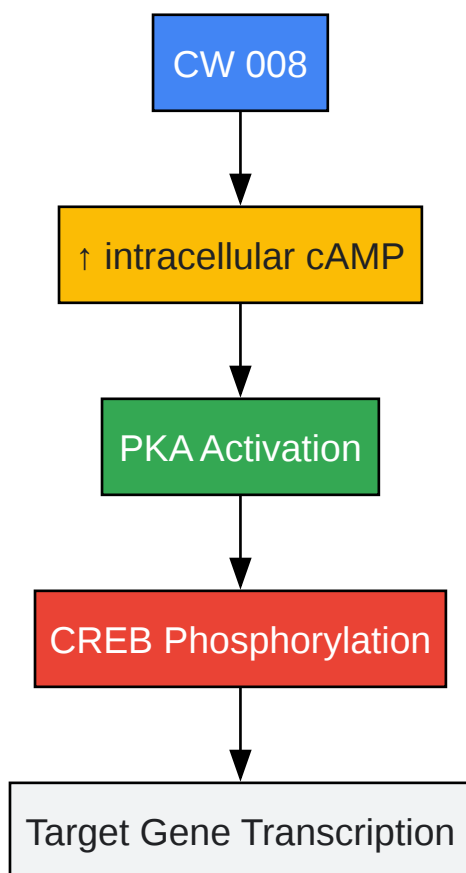 CW 008
↑ intracellular cAMP
PKA Activation
CREB Phosphorylation
Target Gene Transcription